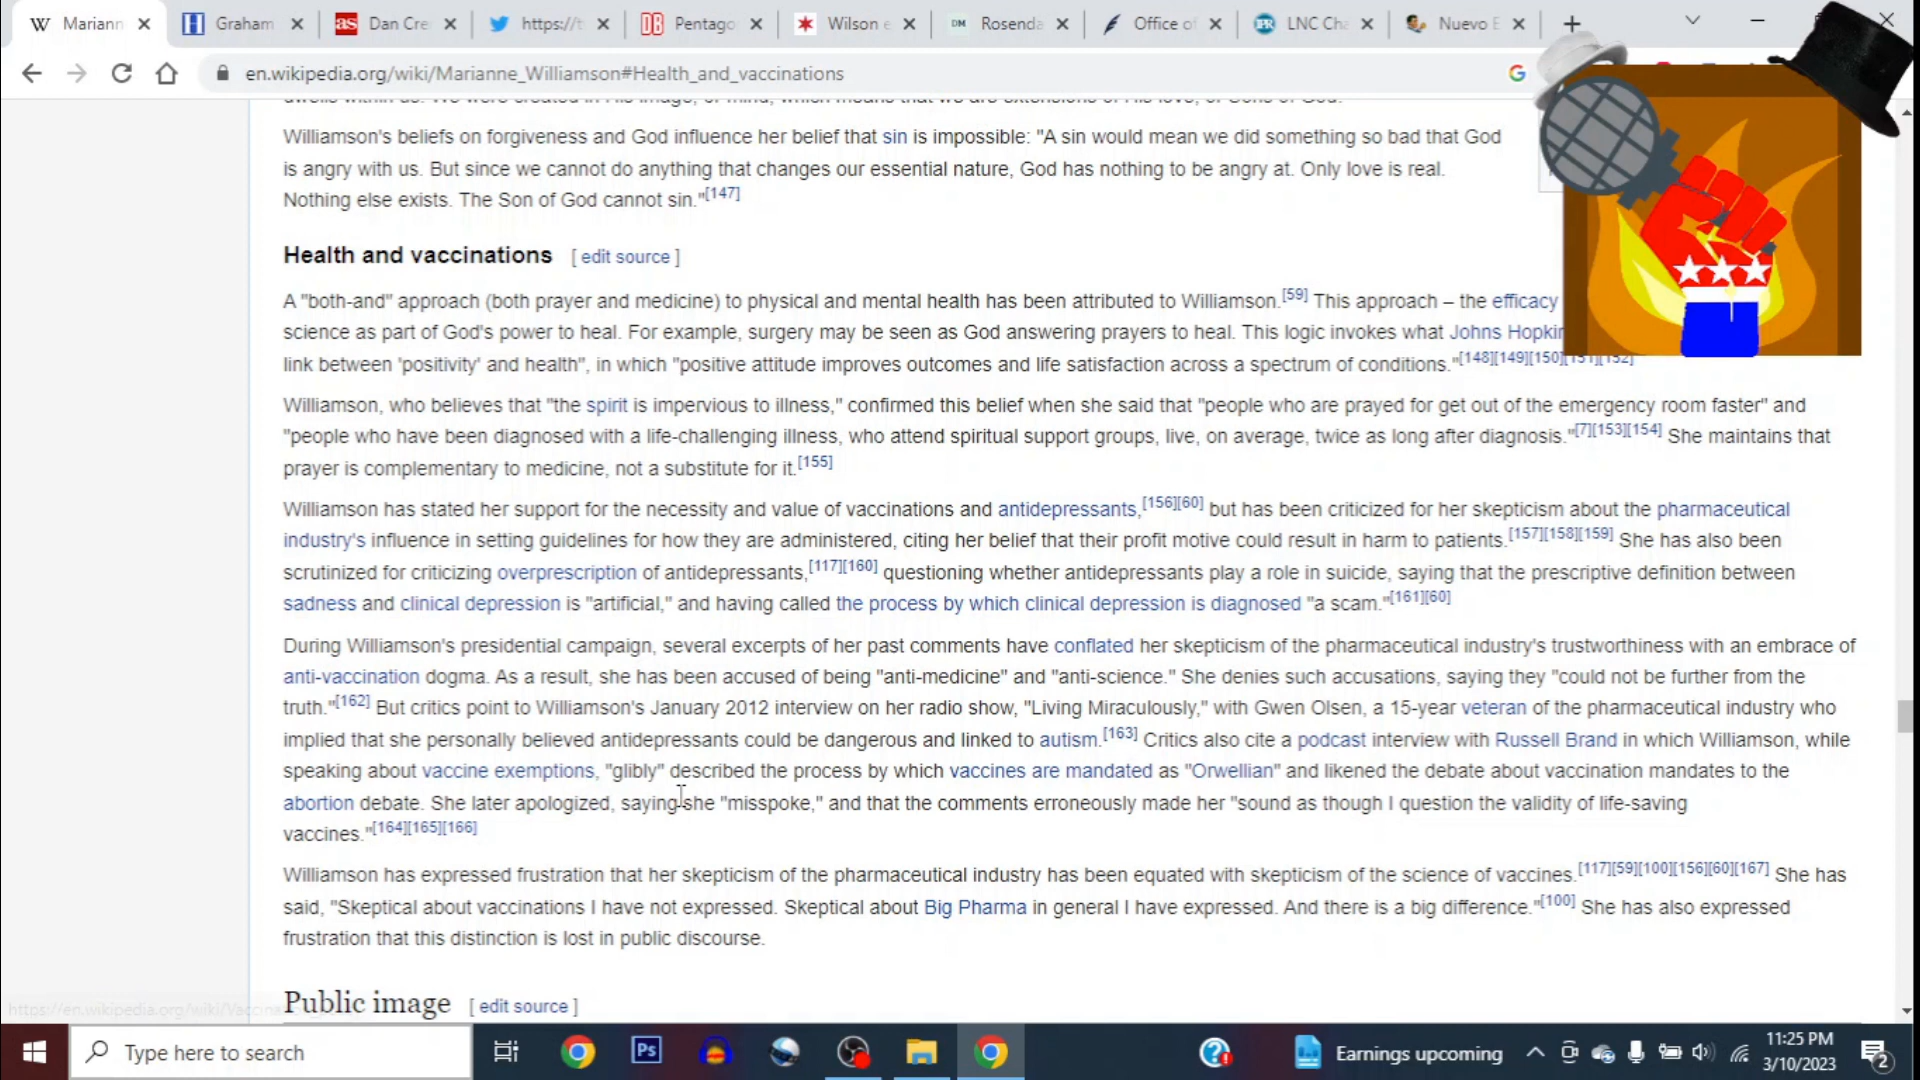 Mariann
Graham
Dan Cre
https://t
Pentago
Wilson e
DM Rosenda
Office of
LNC Cha
Nuevo E
en.wikipedia.org/wiki/Marianne_Williamson#Health_and_vaccinations
Williamson's beliefs on forgiveness and God influence her belief that sin is impossible: "A sin would mean we did something so bad that God
is angry with us. But since we cannot do anything that changes our essential nature, God has nothing to be angry at. Only love is real.
Nothing else exists. The Son of God cannot sin."[147]
Health and vaccinations [ edit source ]
A "both-and" approach (both prayer and medicine) to physical and mental health has been attributed to Williamson.[59] This approach – the efficacy
science as part of God's power to heal. For example, surgery may be seen as God answering prayers to heal. This logic invokes what Johns Hopkin
link between 'positivity' and health", in which "positive attitude improves outcomes and life satisfaction across a spectrum of conditions."[148][149][150][151][152]
Williamson, who believes that "the spirit is impervious to illness," confirmed this belief when she said that "people who are prayed for get out of the emergency room faster" and
"people who have been diagnosed with a life-challenging illness, who attend spiritual support groups, live, on average, twice as long after diagnosis."[7][153][154] She maintains that
prayer is complementary to medicine, not a substitute for it.[155]
Williamson has stated her support for the necessity and value of vaccinations and antidepressants,[156][60] but has been criticized for her skepticism about the pharmaceutical
industry's influence in setting guidelines for how they are administered, citing her belief that their profit motive could result in harm to patients.[157][158][159] She has also been
scrutinized for criticizing overprescription of antidepressants,[117][160] questioning whether antidepressants play a role in suicide, saying that the prescriptive definition between
sadness and clinical depression is "artificial," and having called the process by which clinical depression is diagnosed "a scam."[161][60]
During Williamson's presidential campaign, several excerpts of her past comments have conflated her skepticism of the pharmaceutical industry's trustworthiness with an embrace of
anti-vaccination dogma. As a result, she has been accused of being "anti-medicine" and "anti-science." She denies such accusations, saying they "could not be further from the
truth."[162] But critics point to Williamson's January 2012 interview on her radio show, "Living Miraculously," with Gwen Olsen, a 15-year veteran of the pharmaceutical industry who
implied that she personally believed antidepressants could be dangerous and linked to autism.[163] Critics also cite a podcast interview with Russell Brand in which Williamson, while
speaking about vaccine exemptions, "glibly" described the process by which vaccines are mandated as "Orwellian" and likened the debate about vaccination mandates to the
abortion debate. She later apologized, saying she "misspoke," and that the comments erroneously made her "sound as though I question the validity of life-saving
vaccines."[164][165][166]
Williamson has expressed frustration that her skepticism of the pharmaceutical industry has been equated with skepticism of the science of vaccines.[117][59][100][156][60][167] She has
said, "Skeptical about vaccinations I have not expressed. Skeptical about Big Pharma in general I have expressed. And there is a big difference."[100] She has also expressed
frustration that this distinction is lost in public discourse.
Public image [ edit source ]
Type here to search
Ps
Earnings upcoming
11:25 PM
3/10/2023
2